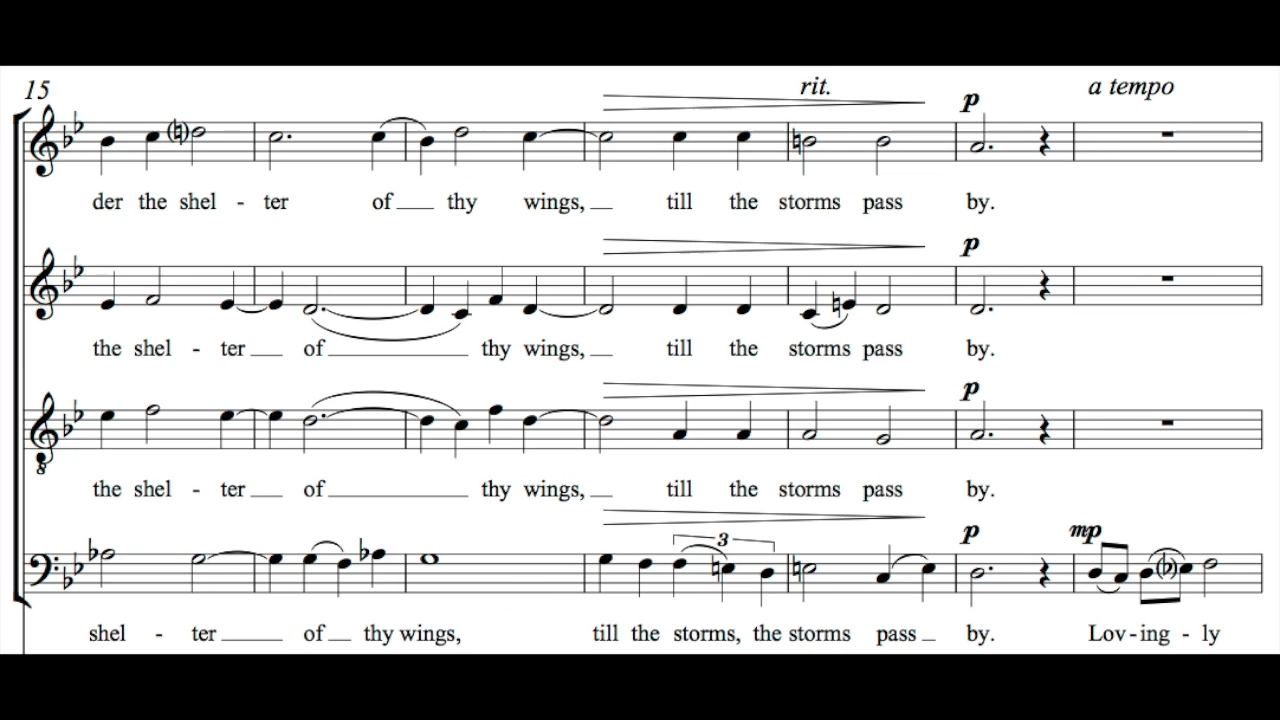 15 rit. a tempo
p
der the shel - ter of thy wings, till the storms pass by.
p
the shel - ter of thy wings, till the storms pass by.
p
8
the shel - ter of thy wings, till the storms pass by.
3 p mp
shel - ter of thy wings, till the storms, the storms pass by. Lov - ing - ly